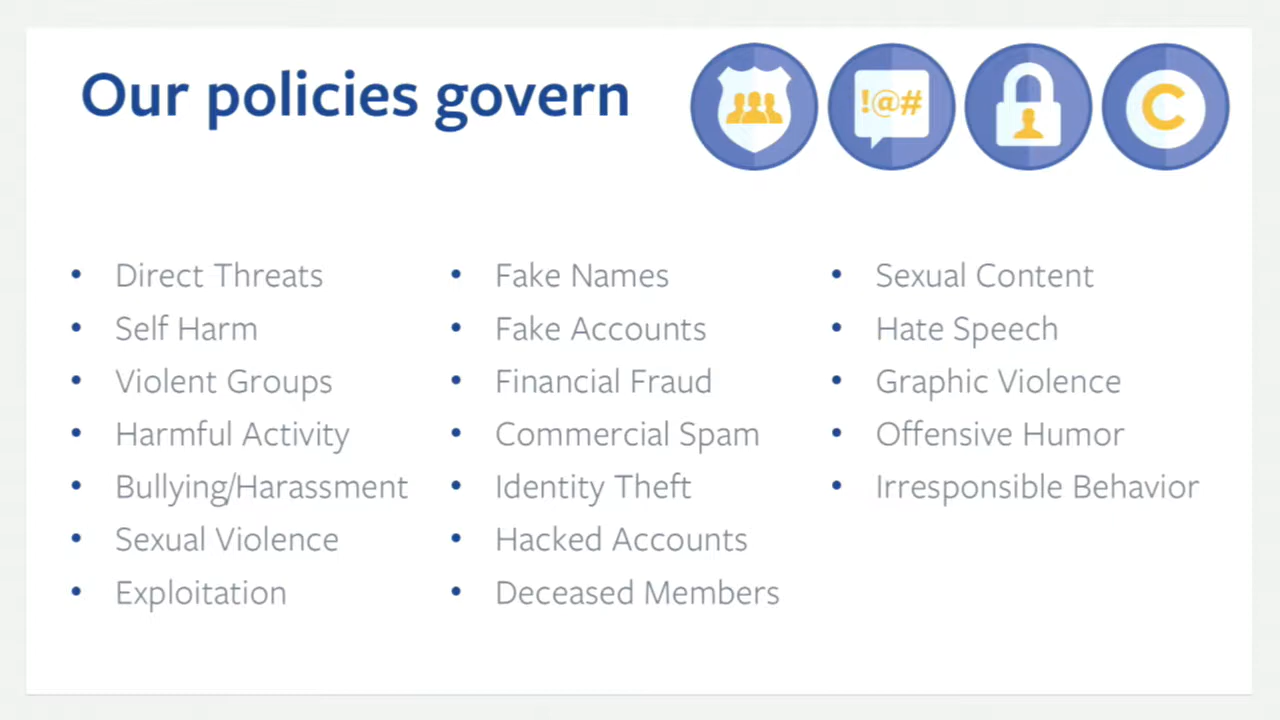 Our policies govern
!@#
C
• Direct Threats
• Self Harm
• Violent Groups
• Harmful Activity
• Bullying/Harassment
• Sexual Violence
• Exploitation
• Fake Names
• Fake Accounts
• Financial Fraud
• Commercial Spam
• Identity Theft
• Hacked Accounts
• Deceased Members
• Sexual Content
• Hate Speech
• Graphic Violence
• Offensive Humor
• Irresponsible Behavior